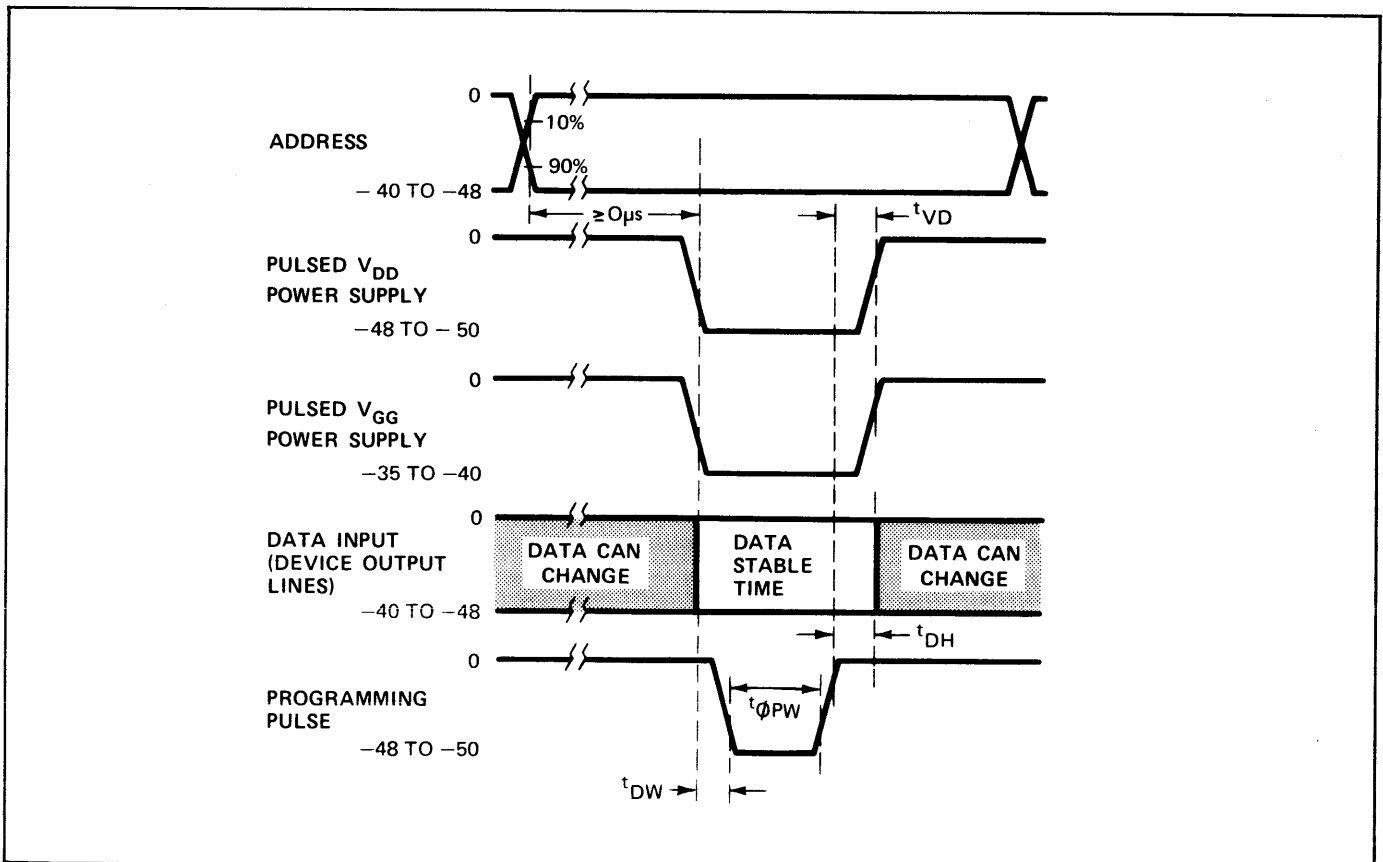 0
10%
ADDRESS
90%
− 40 TO −48
≥0μs
tVD
0
PULSED VDD
POWER SUPPLY
−48 TO − 50
0
PULSED VGG
POWER SUPPLY
−35 TO −40
0
DATA INPUT
(DEVICE OUTPUT
LINES)
−40 TO −48
DATA CAN
CHANGE
DATA
STABLE
TIME
DATA CAN
CHANGE
tDH
0
PROGRAMMING
PULSE
−48 TO −50
tϕPW
tDW